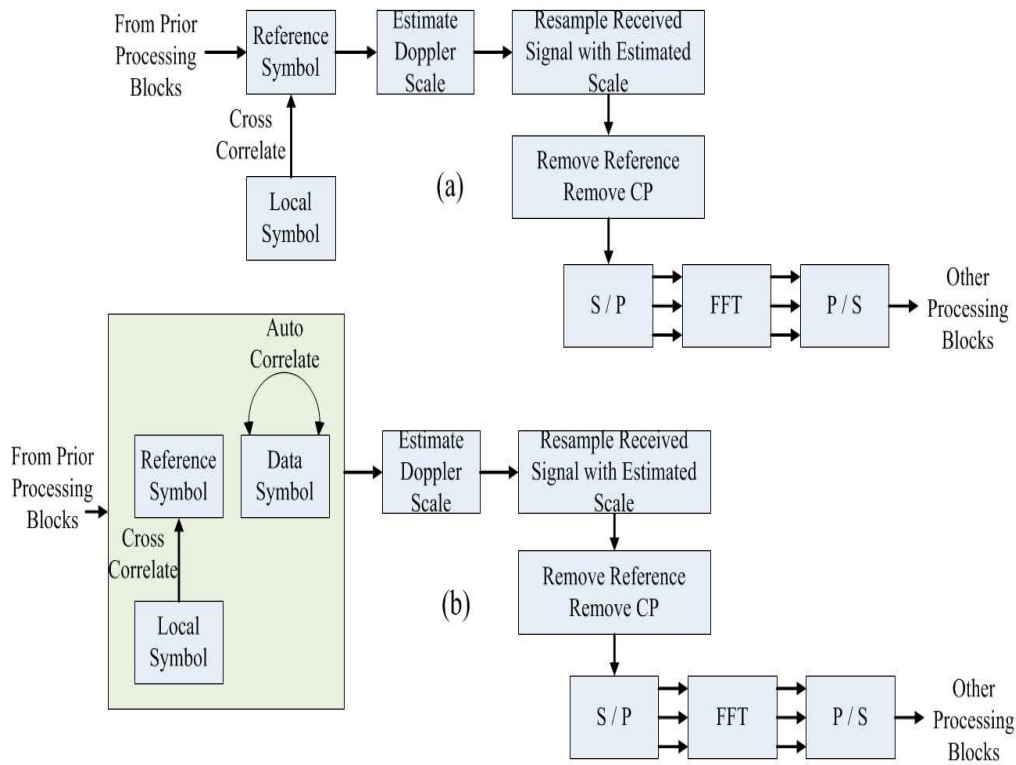 From Prior
Processing
Blocks
Reference
Symbol
Estimate
Doppler
Scale
Resample Received
Signal with Estimated
Scale
Cross
Correlate
Local
Symbol
(a)
Remove Reference
Remove CP
S / P
FFT
P / S
Other
Processing
Blocks
Auto
Correlate
From Prior
Processing
Blocks
Reference
Symbol
Data
Symbol
Estimate
Doppler
Scale
Resample Received
Signal with Estimated
Scale
Cross
Correlate
Local
Symbol
(b)
Remove Reference
Remove CP
S / P
FFT
P / S
Other
Processing
Blocks